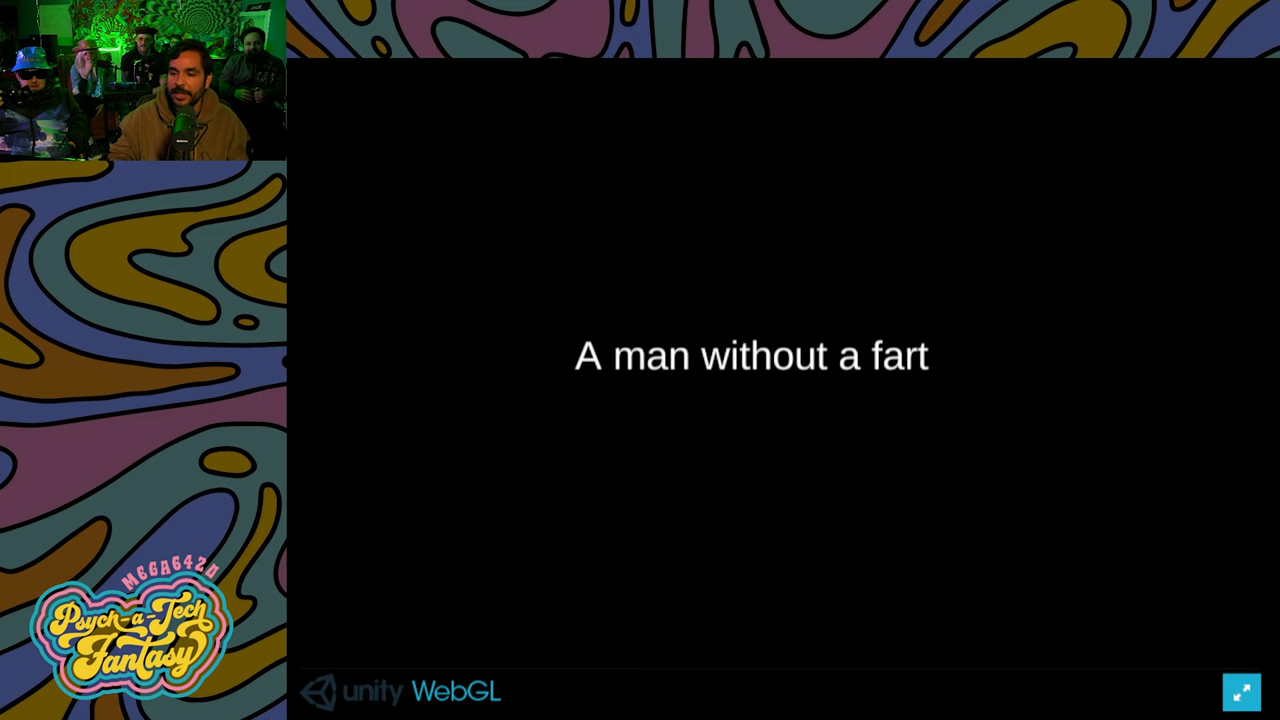 A man without a fart
MEGA6420
Psych-a-Tech
Fantasy
unity WebGL